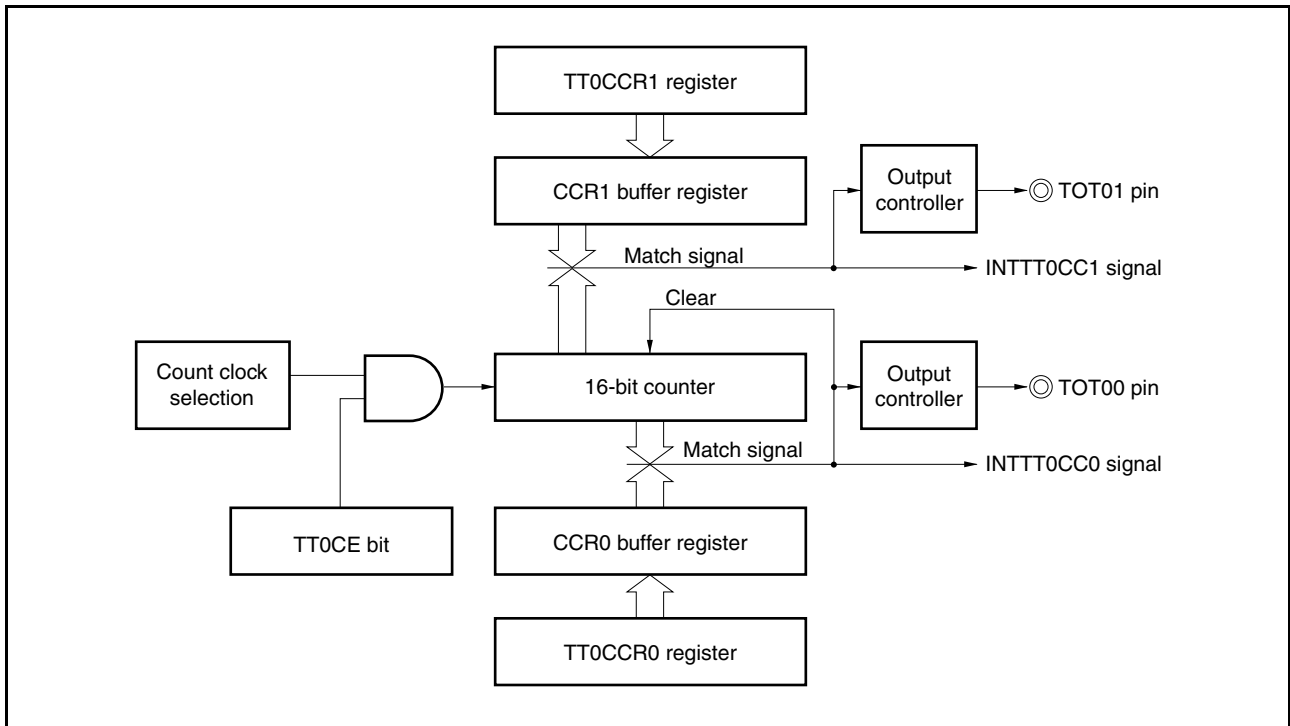 TT0CCR1 register
CCR1 buffer register
Output
controller
TOT01 pin
Match signal
INTTT0CC1 signal
Clear
Count clock
selection
16-bit counter
Output
controller
TOT00 pin
Match signal
INTTT0CC0 signal
TT0CE bit
CCR0 buffer register
TT0CCR0 register